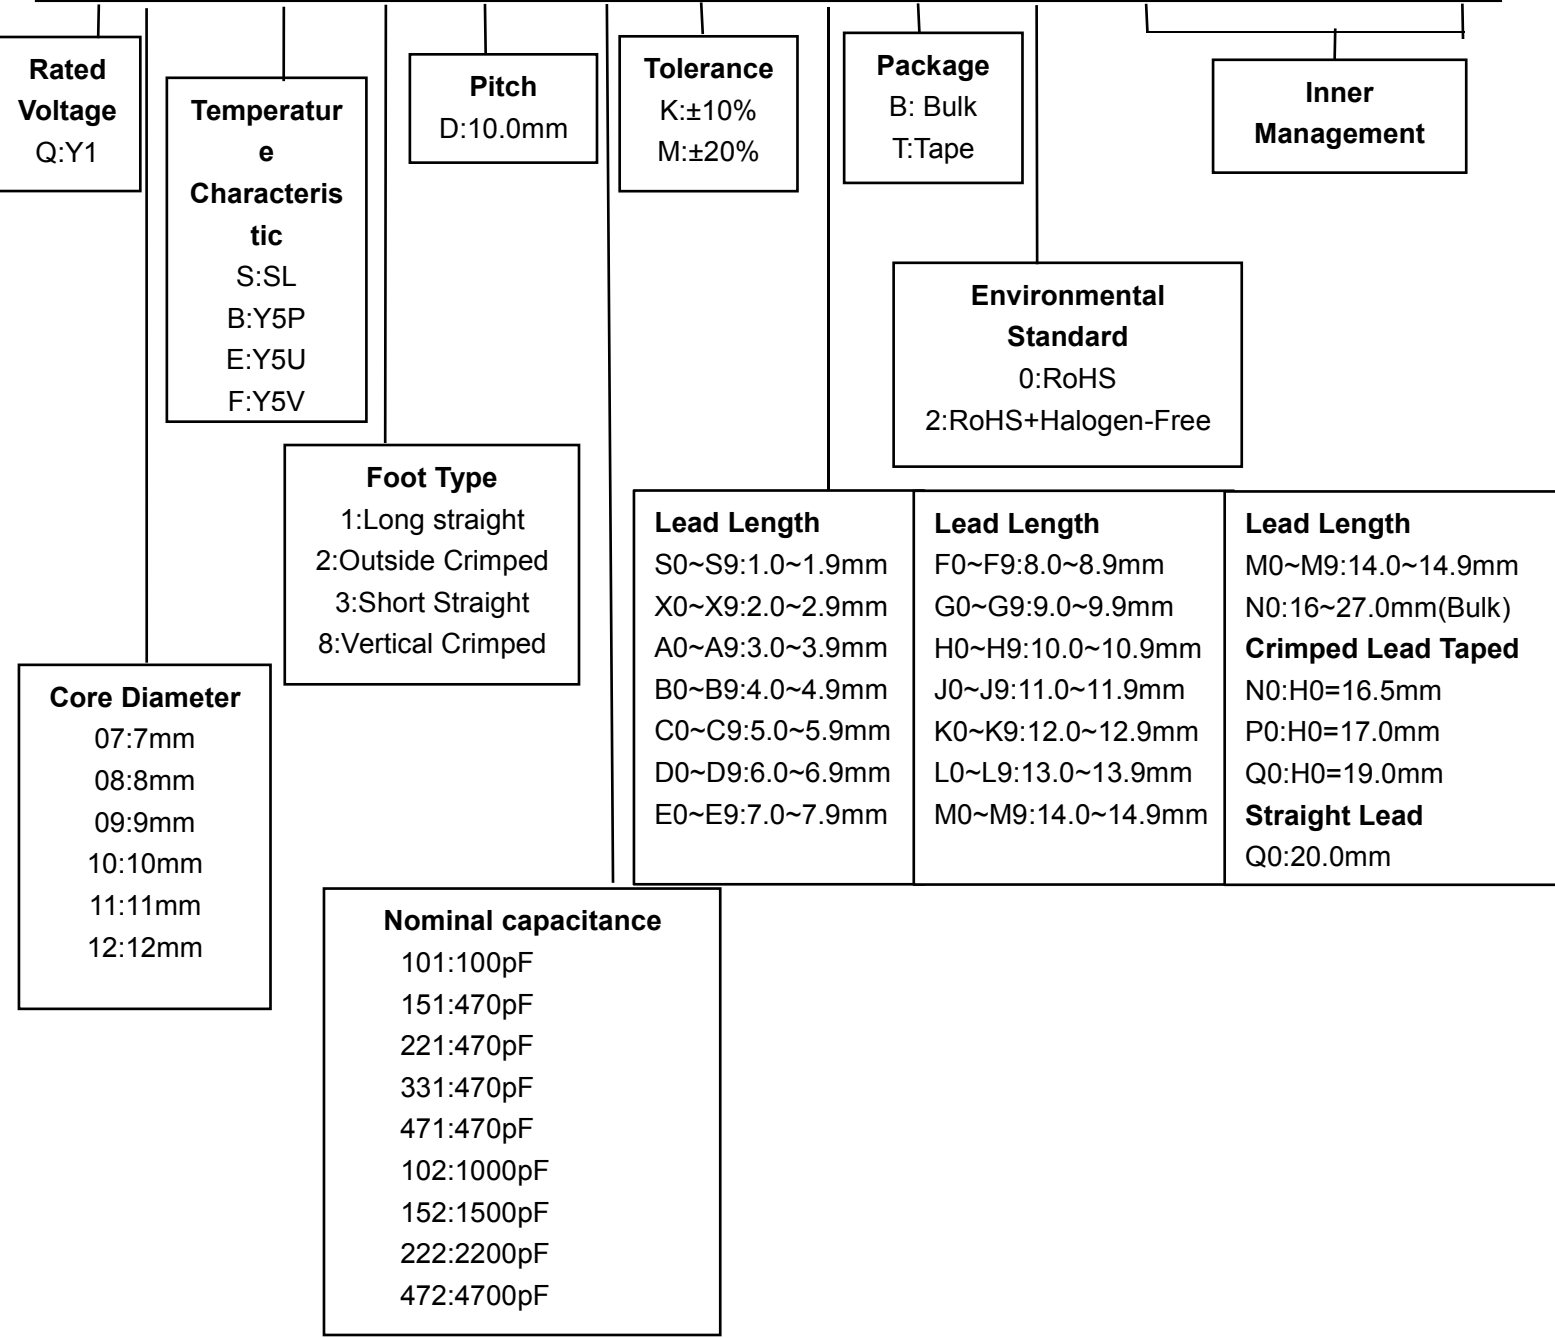 Rated
Voltage
Q:Y1
Temperatur
e
Characteris
tic
S:SL
B:Y5P
E:Y5U
F:Y5V
Pitch
D:10.0mm
Tolerance
K:±10%
M:±20%
Package
B: Bulk
T:Tape
Inner
Management
Environmental
Standard
0:RoHS
2:RoHS+Halogen-Free
Foot Type
1:Long straight
2:Outside Crimped
3:Short Straight
8:Vertical Crimped
Lead Length
S0~S9:1.0~1.9mm
X0~X9:2.0~2.9mm
A0~A9:3.0~3.9mm
B0~B9:4.0~4.9mm
C0~C9:5.0~5.9mm
D0~D9:6.0~6.9mm
E0~E9:7.0~7.9mm
Lead Length
F0~F9:8.0~8.9mm
G0~G9:9.0~9.9mm
H0~H9:10.0~10.9mm
J0~J9:11.0~11.9mm
K0~K9:12.0~12.9mm
L0~L9:13.0~13.9mm
M0~M9:14.0~14.9mm
Lead Length
M0~M9:14.0~14.9mm
N0:16~27.0mm(Bulk)
Crimped Lead Taped
N0:H0=16.5mm
P0:H0=17.0mm
Q0:H0=19.0mm
Straight Lead
Q0:20.0mm
Core Diameter
07:7mm
08:8mm
09:9mm
10:10mm
11:11mm
12:12mm
Nominal capacitance
101:100pF
151:470pF
221:470pF
331:470pF
471:470pF
102:1000pF
152:1500pF
222:2200pF
472:4700pF